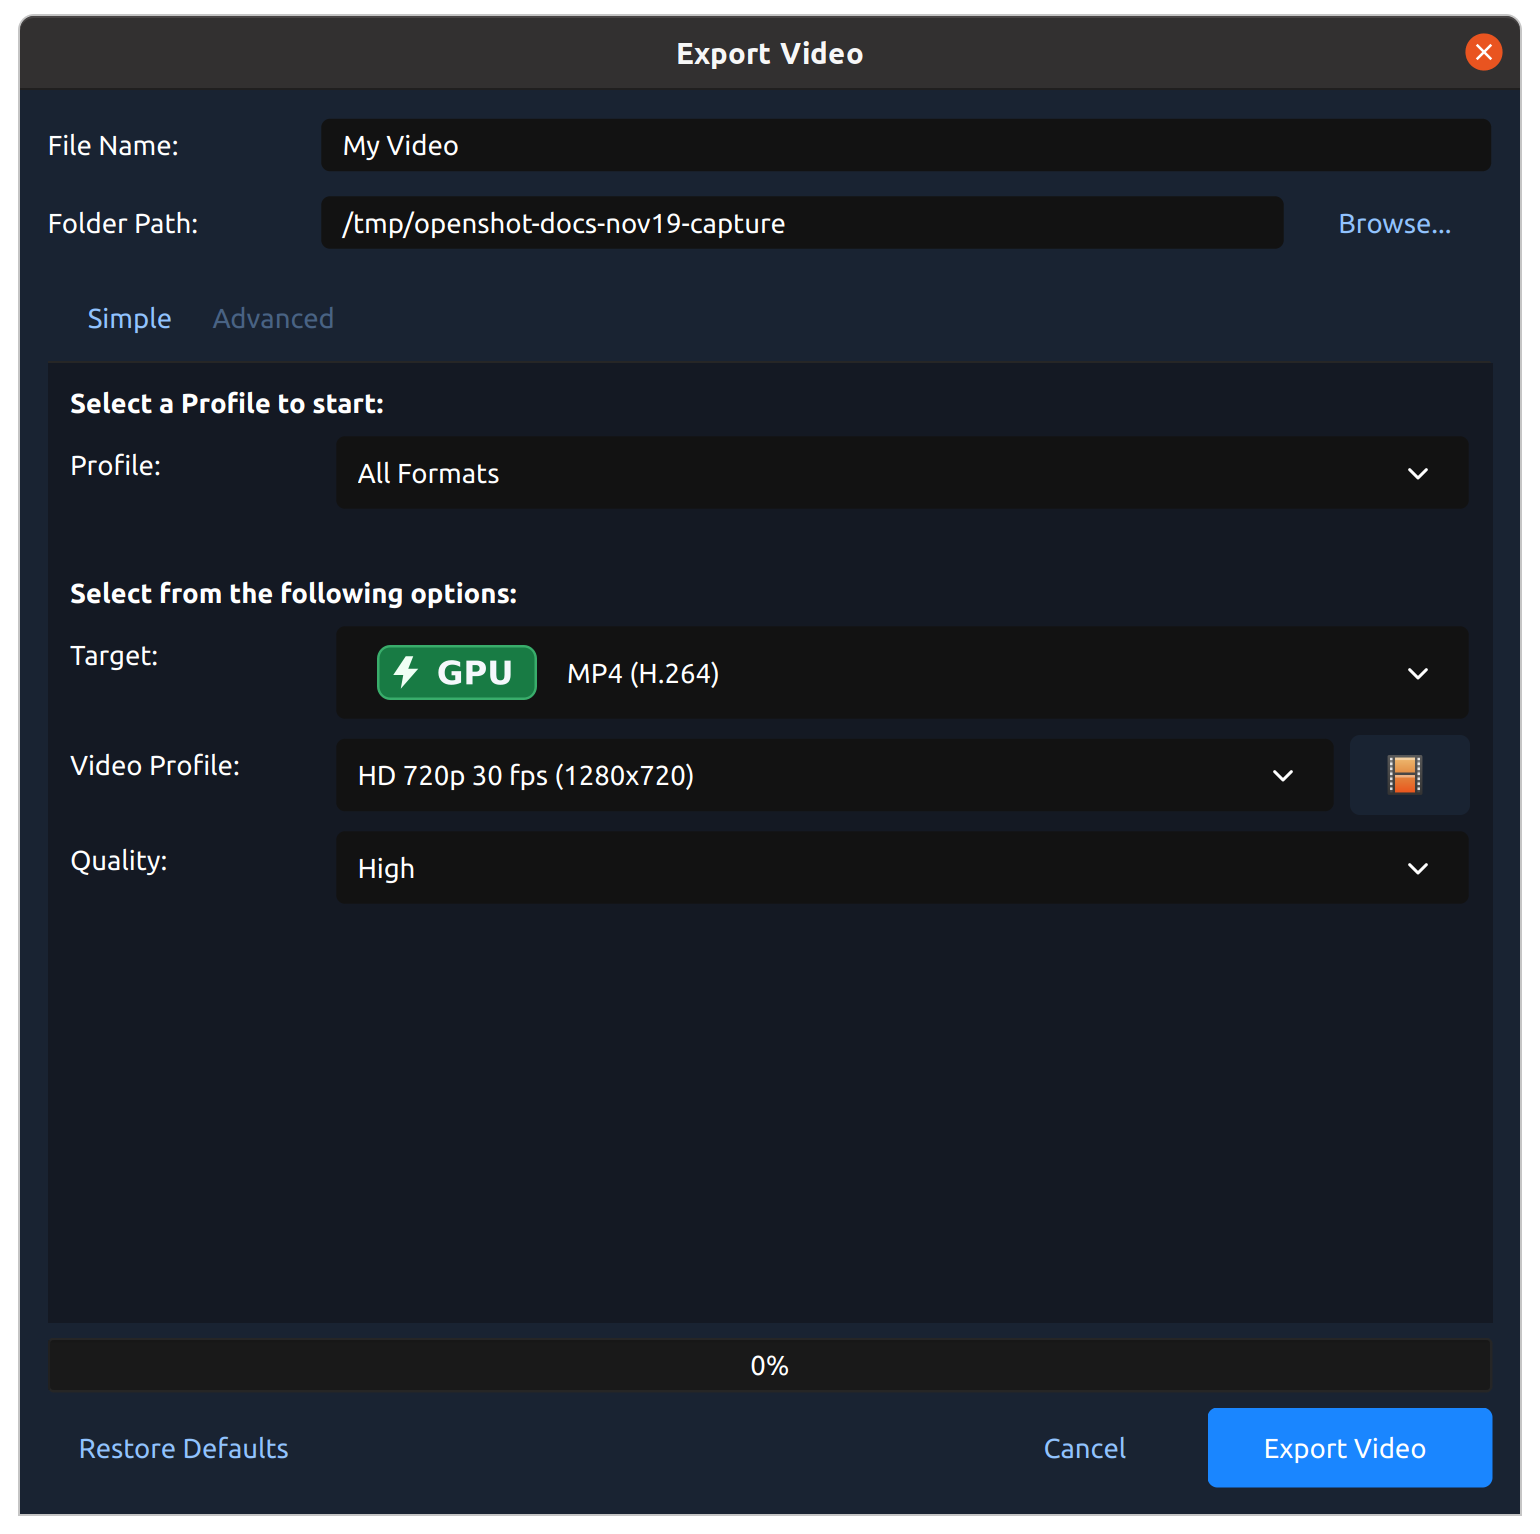 Export Video
File Name: My Video
Folder Path: /tmp/openshot-docs-nov19-capture Browse...
Simple Advanced
Select a Profile to start:
Profile: All Formats
Select from the following options:
Target: GPU MP4 (H.264)
Video Profile: HD 720p 30 fps (1280x720)
Quality: High
0%
Restore Defaults Cancel Export Video